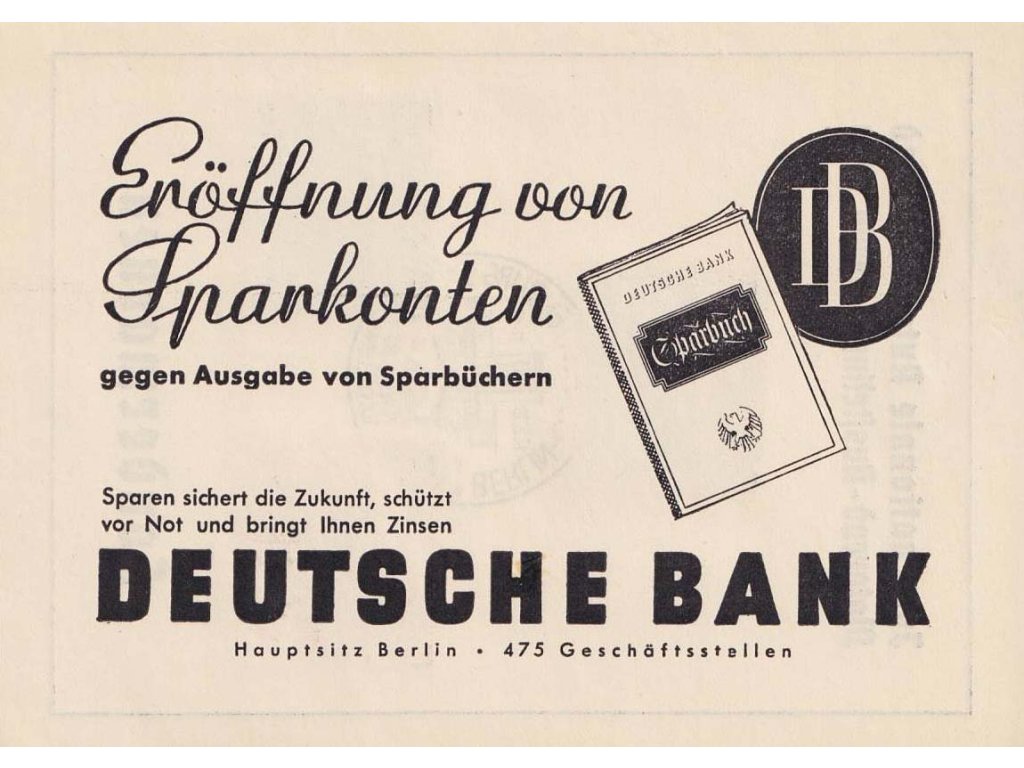 Eröffnung von
Sparkonten
gegen Ausgabe von Sparbüchern
DB
DEUTSCHE BANK
Sparbuch
Sparen sichert die Zukunft, schützt
vor Not und bringt Ihnen Zinsen
DEUTSCHE BANK
Hauptsitz Berlin • 475 Geschäftsstellen